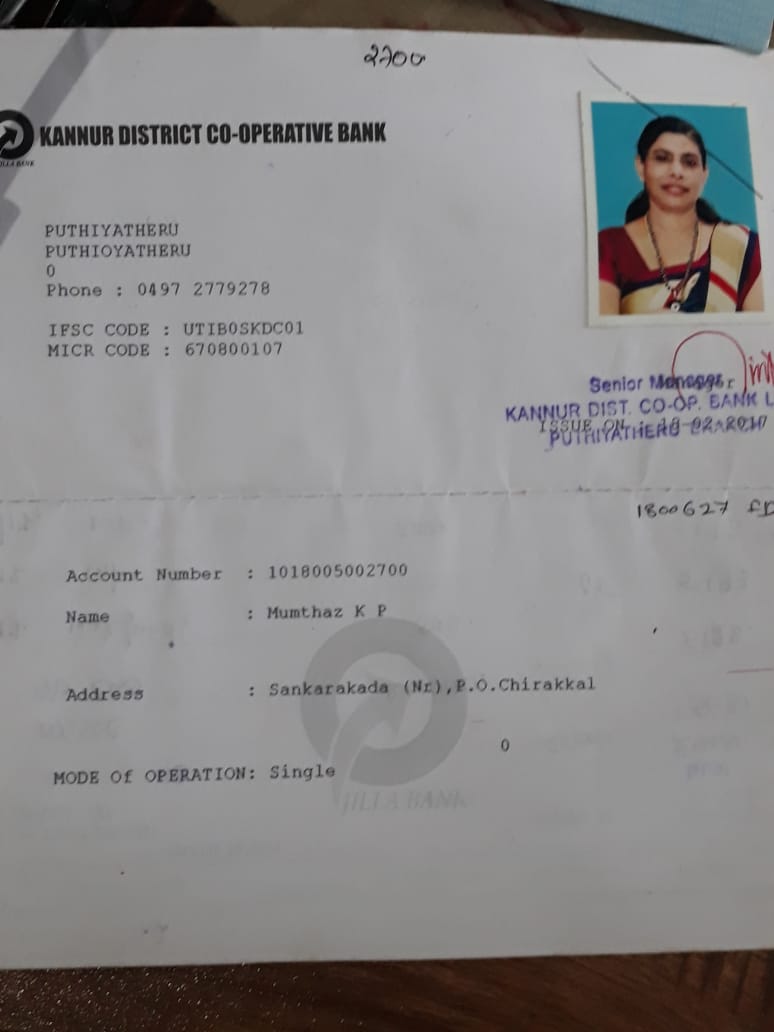 2700
KANNUR DISTRICT CO-OPERATIVE BANK
JILLA BANK
PUTHIYATHERU
PUTHIOYATHERU
0
Phone : 0497 2779278
IFSC CODE : UTIB0SKDC01
MICR CODE : 670800107
Senior Manager
KANNUR DIST. CO-OP. BANK L
ISSUE ON : 18-02-2017
PUTHIYATHERU BRANCH
1800627
Account Number : 1018005002700
Name : Mumthaz K P
Address : Sankarakada (Nr),P.O.Chirakkal
0
MODE Of OPERATION: Single
JILLA BANK